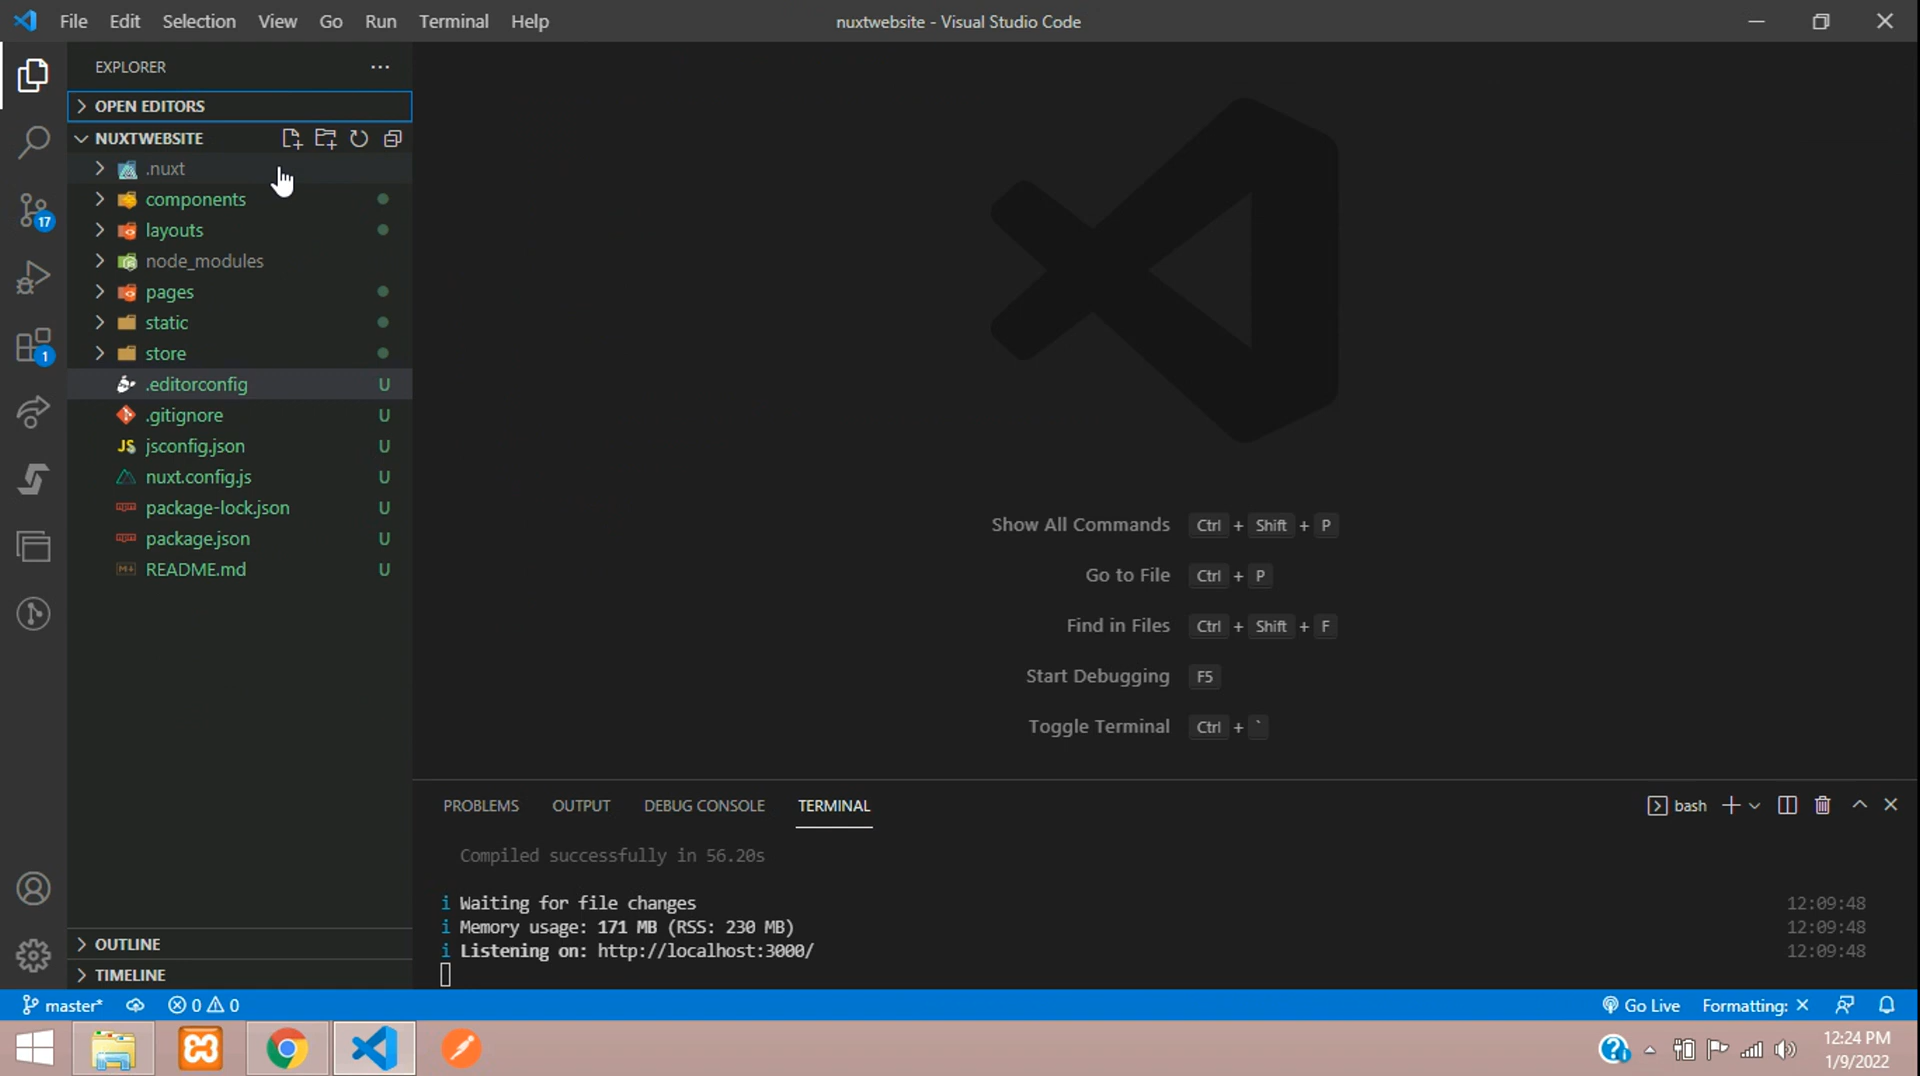 File Edit Selection View Go Run Terminal Help
nuxtwebsite - Visual Studio Code
EXPLORER
OPEN EDITORS
NUXTWEBSITE
.nuxt
components
layouts
node_modules
pages
static
store
.editorconfig U
.gitignore U
JS jsconfig.json U
nuxt.config.js U
package-lock.json U
package.json U
README.md U
17
1
Show All Commands Ctrl + Shift + P
Go to File Ctrl + P
Find in Files Ctrl + Shift + F
Start Debugging F5
Toggle Terminal Ctrl + `
PROBLEMS OUTPUT DEBUG CONSOLE TERMINAL
bash
Compiled successfully in 56.20s
i Waiting for file changes 12:09:48
i Memory usage: 171 MB (RSS: 230 MB) 12:09:48
i Listening on: http://localhost:3000/ 12:09:48
OUTLINE
TIMELINE
master* 0 0
Go Live Formatting: ×
12:24 PM
1/9/2022